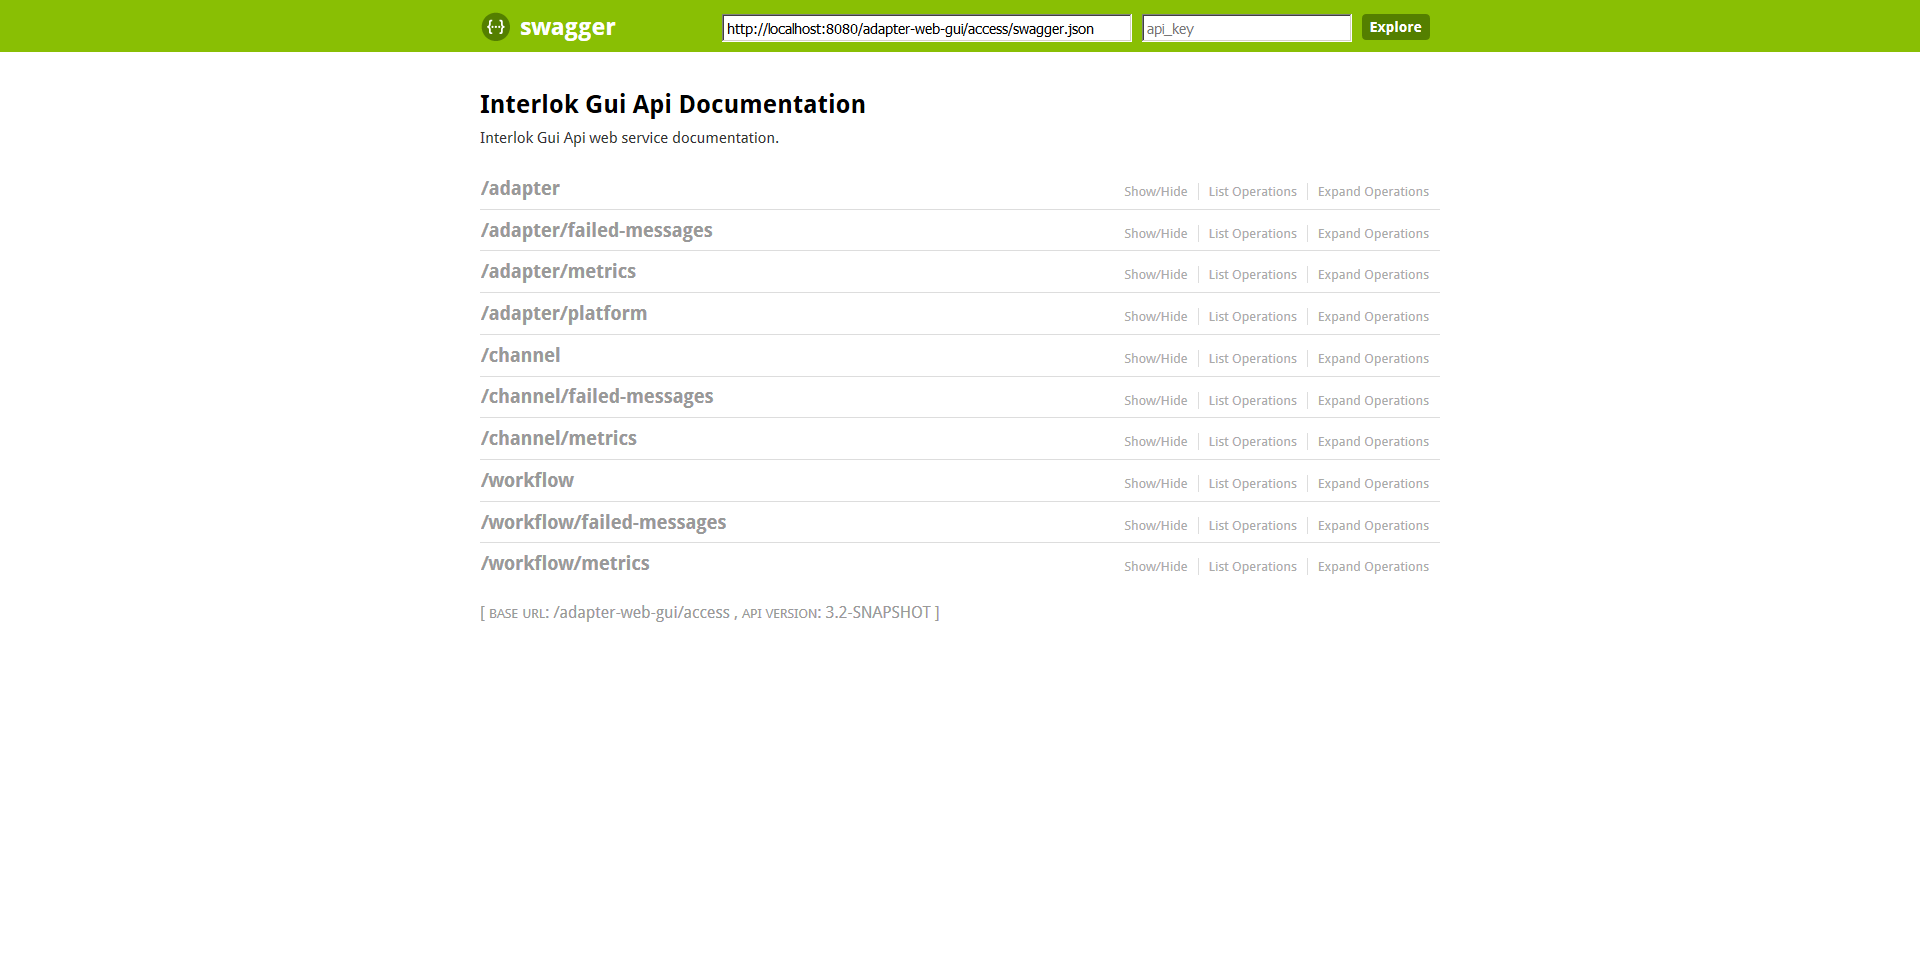 swagger http://localhost:8080/adapter-web-gui/access/swagger.json api_key Explore
Interlok Gui Api Documentation
Interlok Gui Api web service documentation.
/adapter Show/Hide List Operations Expand Operations
/adapter/failed-messages Show/Hide List Operations Expand Operations
/adapter/metrics Show/Hide List Operations Expand Operations
/adapter/platform Show/Hide List Operations Expand Operations
/channel Show/Hide List Operations Expand Operations
/channel/failed-messages Show/Hide List Operations Expand Operations
/channel/metrics Show/Hide List Operations Expand Operations
/workflow Show/Hide List Operations Expand Operations
/workflow/failed-messages Show/Hide List Operations Expand Operations
/workflow/metrics Show/Hide List Operations Expand Operations
[ BASE URL: /adapter-web-gui/access , API VERSION: 3.2-SNAPSHOT ]